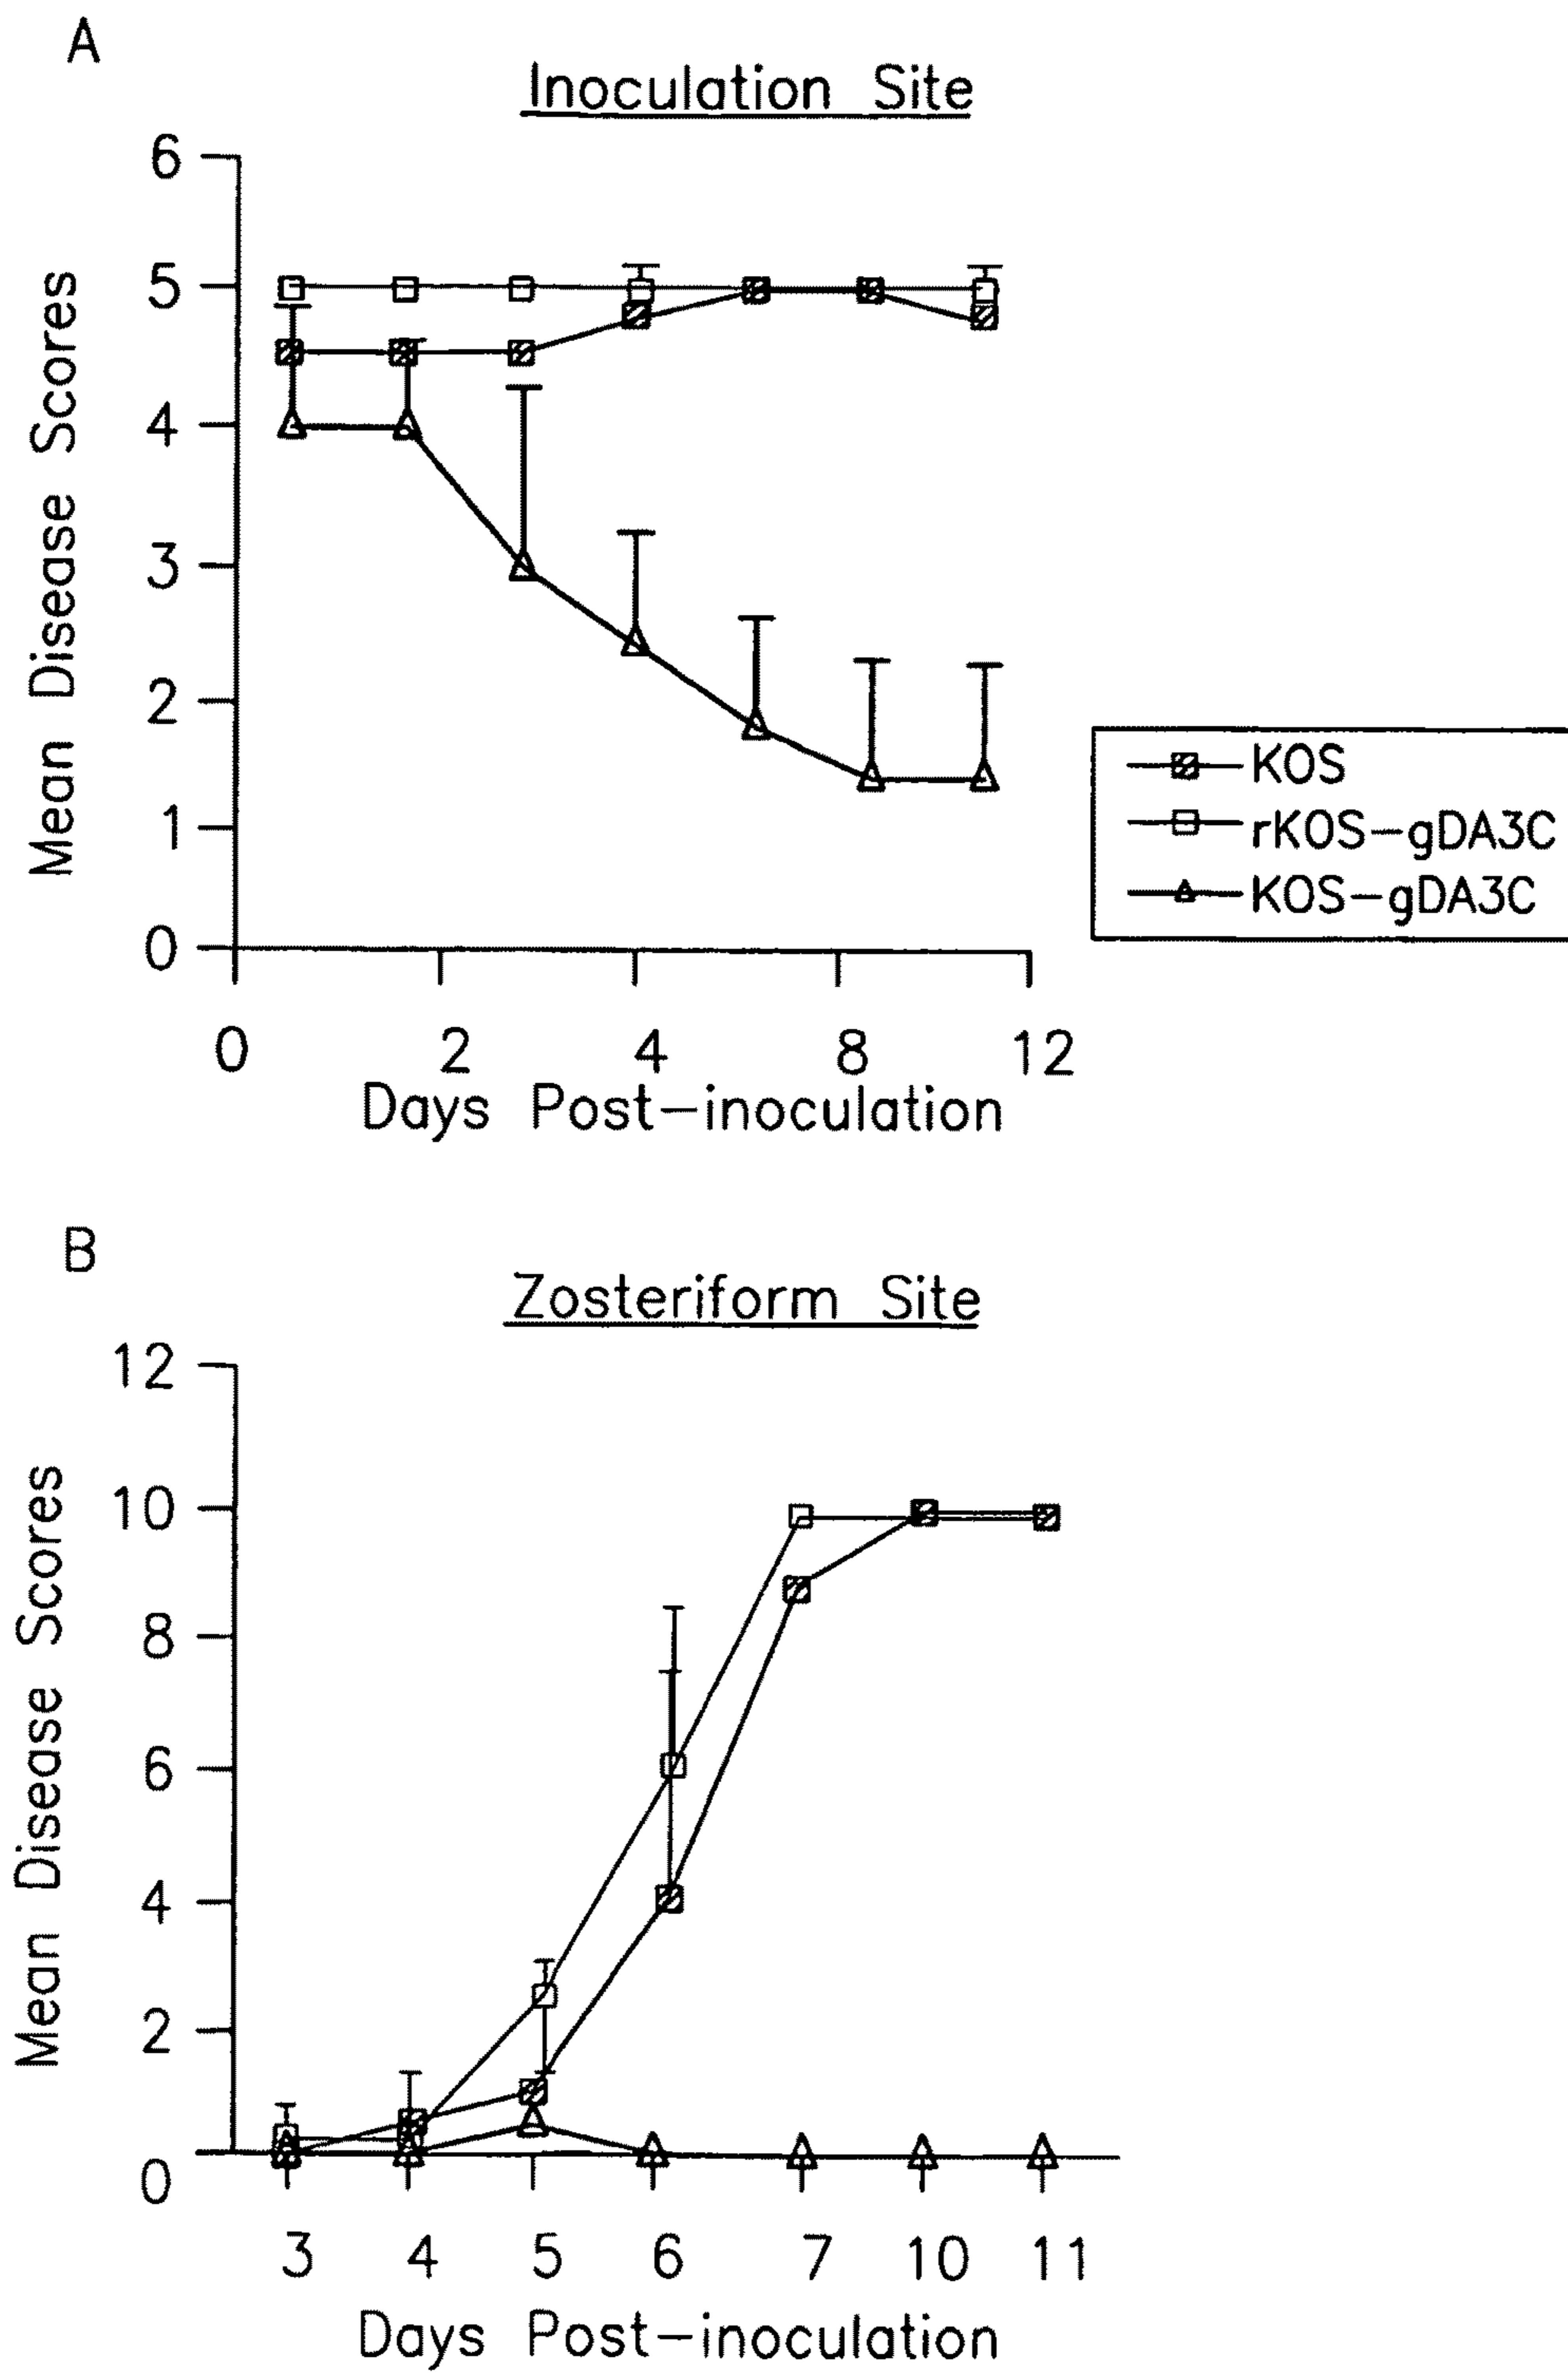 A
Inoculation Site
6
5
4
3
2
1
0
Mean Disease Scores
0 2 4 8 12
Days Post-inoculation
KOS
rKOS-gDA3C
KOS-gDA3C
B
Zosteriform Site
12
10
8
6
4
2
0
Mean Disease Scores
3 4 5 6 7 10 11
Days Post-inoculation